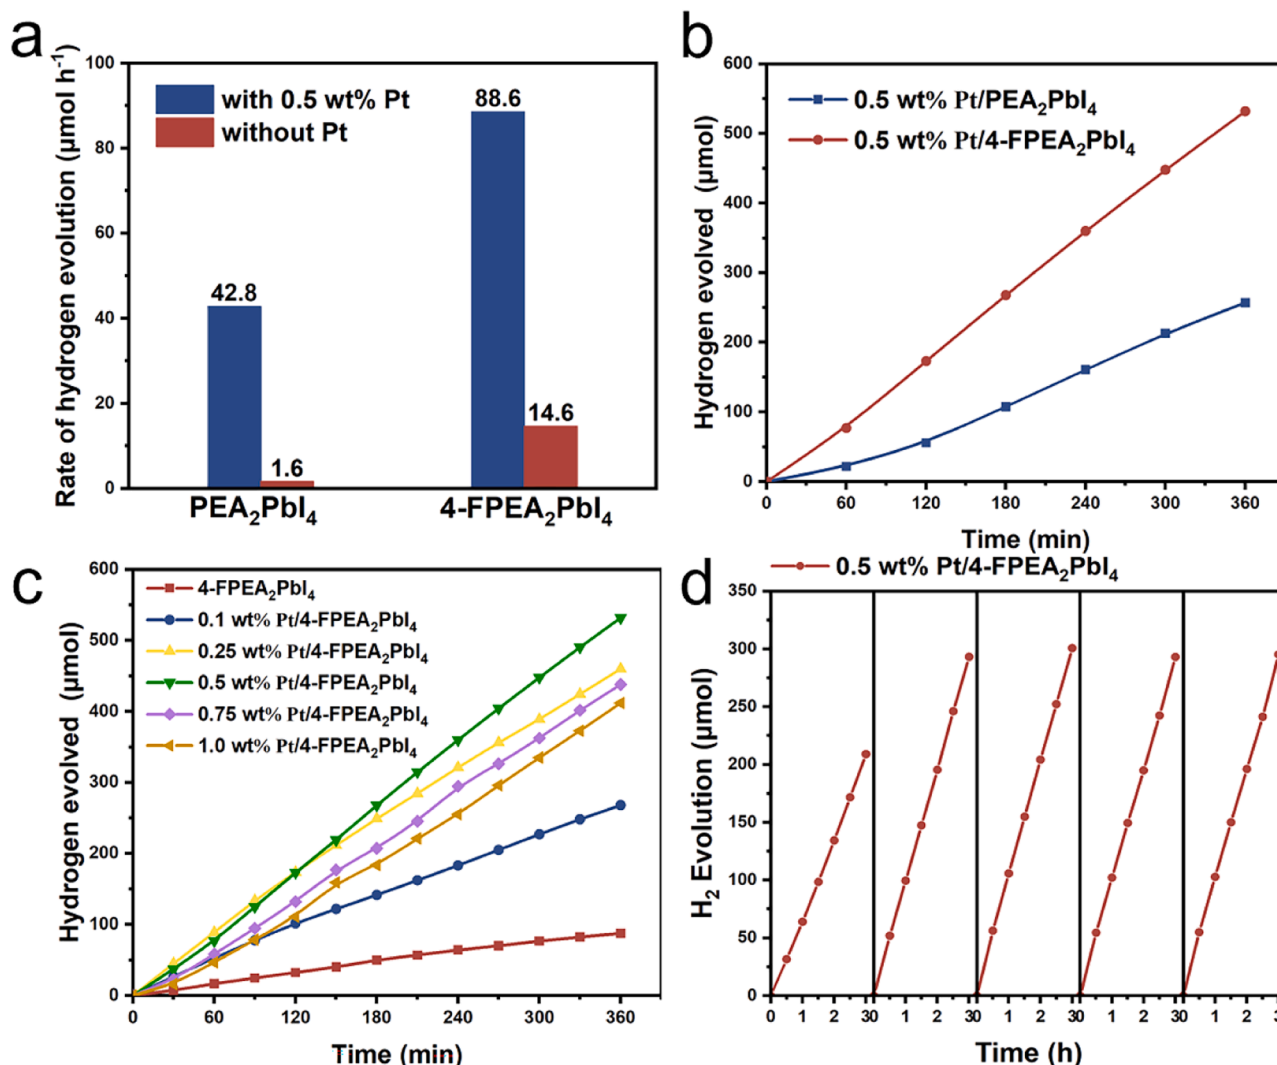 a
Rate of hydrogen evolution (μmol h⁻¹)
100
80
60
40
20
0
with 0.5 wt% Pt
without Pt
42.8
1.6
88.6
14.6
PEA₂PbI₄
4-FPEA₂PbI₄
b
Hydrogen evolved (μmol)
600
500
400
300
200
100
0
0.5 wt% Pt/PEA₂PbI₄
0.5 wt% Pt/4-FPEA₂PbI₄
0 60 120 180 240 300 360
Time (min)
c
Hydrogen evolved (μmol)
600
500
400
300
200
100
0
4-FPEA₂PbI₄
0.1 wt% Pt/4-FPEA₂PbI₄
0.25 wt% Pt/4-FPEA₂PbI₄
0.5 wt% Pt/4-FPEA₂PbI₄
0.75 wt% Pt/4-FPEA₂PbI₄
1.0 wt% Pt/4-FPEA₂PbI₄
0 60 120 180 240 300 360
Time (min)
d
0.5 wt% Pt/4-FPEA₂PbI₄
H₂ Evolution (μmol)
350
300
250
200
150
100
50
0
0 1 2 30 1 2 30 1 2 30 1 2 30 1 2 3
Time (h)